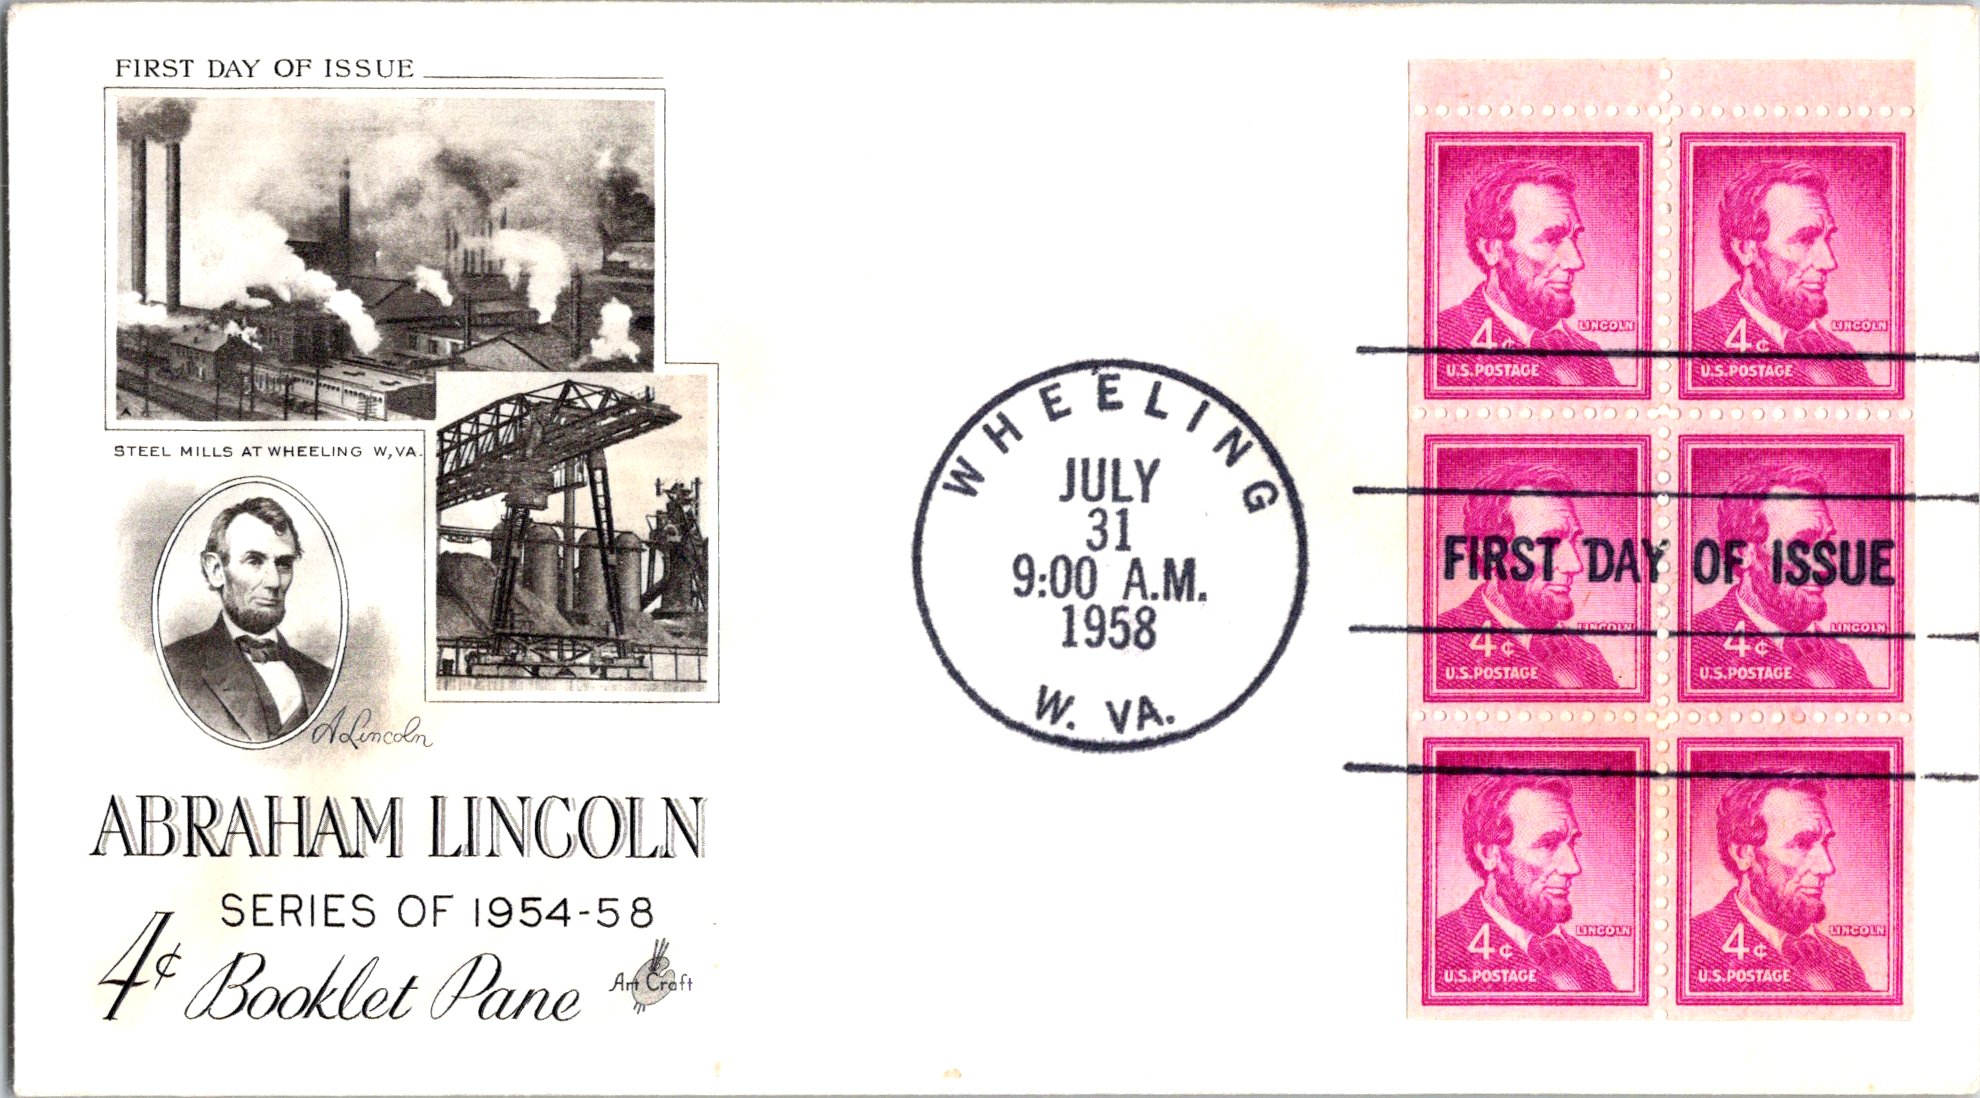 FIRST DAY OF ISSUE
STEEL MILLS AT WHEELING W,VA.
A Lincoln
ABRAHAM LINCOLN
SERIES OF 1954-58
4¢ Booklet Pane
Art Craft
WHEELING
JULY
31
9:00 A.M.
1958
W. VA.
LINCOLN
4¢
U.S.POSTAGE
LINCOLN
4¢
U.S.POSTAGE
FIRST DAY OF ISSUE
LINCOLN
4¢
U.S.POSTAGE
LINCOLN
4¢
U.S.POSTAGE
LINCOLN
4¢
U.S.POSTAGE
LINCOLN
4¢
U.S.POSTAGE